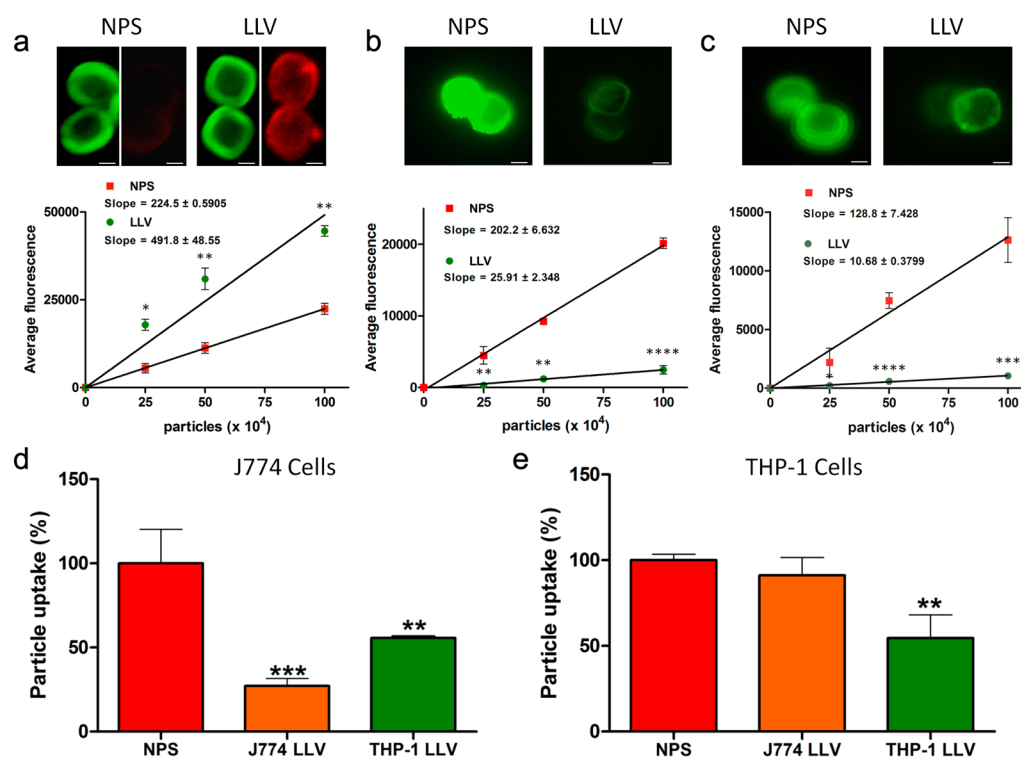 NPS LLV NPS LLV NPS LLV
a b c
NPS
Slope = 224.5 ± 0.5905
LLV
Slope = 491.8 ± 48.55
50000
25000
0
Average fluorescence
* ** **
0 25 50 100
particles (x 10⁴)
NPS
Slope = 202.2 ± 6.632
LLV
Slope = 25.91 ± 2.348
20000
10000
0
Average fluorescence
** ** ****
0 25 50 100
particles (x 10⁴)
NPS
Slope = 128.8 ± 7.428
LLV
Slope = 10.68 ± 0.3799
15000
10000
5000
0
Average fluorescence
* **** ***
0 25 50 100
particles (x 10⁴)
d
J774 Cells
150
100
50
0
Particle uptake (%)
*** **
NPS J774 LLV THP-1 LLV
e
THP-1 Cells
150
100
50
0
Particle uptake (%)
**
NPS J774 LLV THP-1 LLV